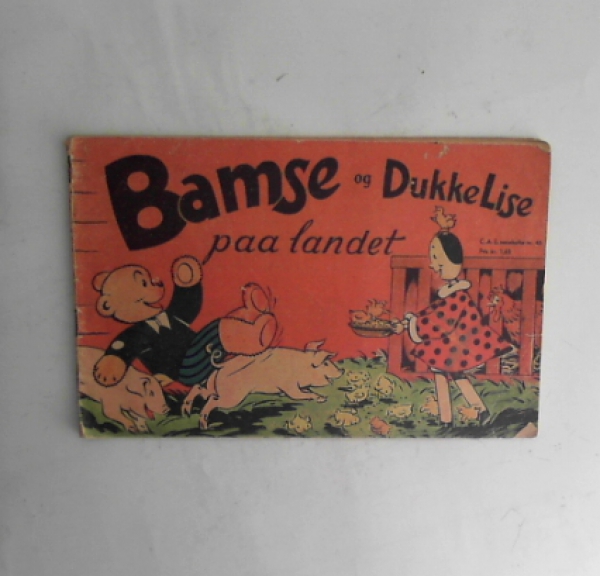 Bamse og DukkeLise
paa landet